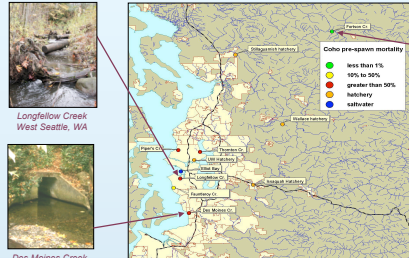 Longfellow Creek
West Seattle, WA
Des Moines Creek
Fortson Cr.
Coho pre-spawn mortality
less than 1%
10% to 50%
greater than 50%
hatchery
saltwater
Stillaguamish hatchery
Wallace hatchery
Piper's Cr.
Thornton Cr.
UW Hatchery
Elliot Bay
Longfellow Cr.
Fauntleroy Cr.
Issaquah Hatchery
Des Moines Cr.